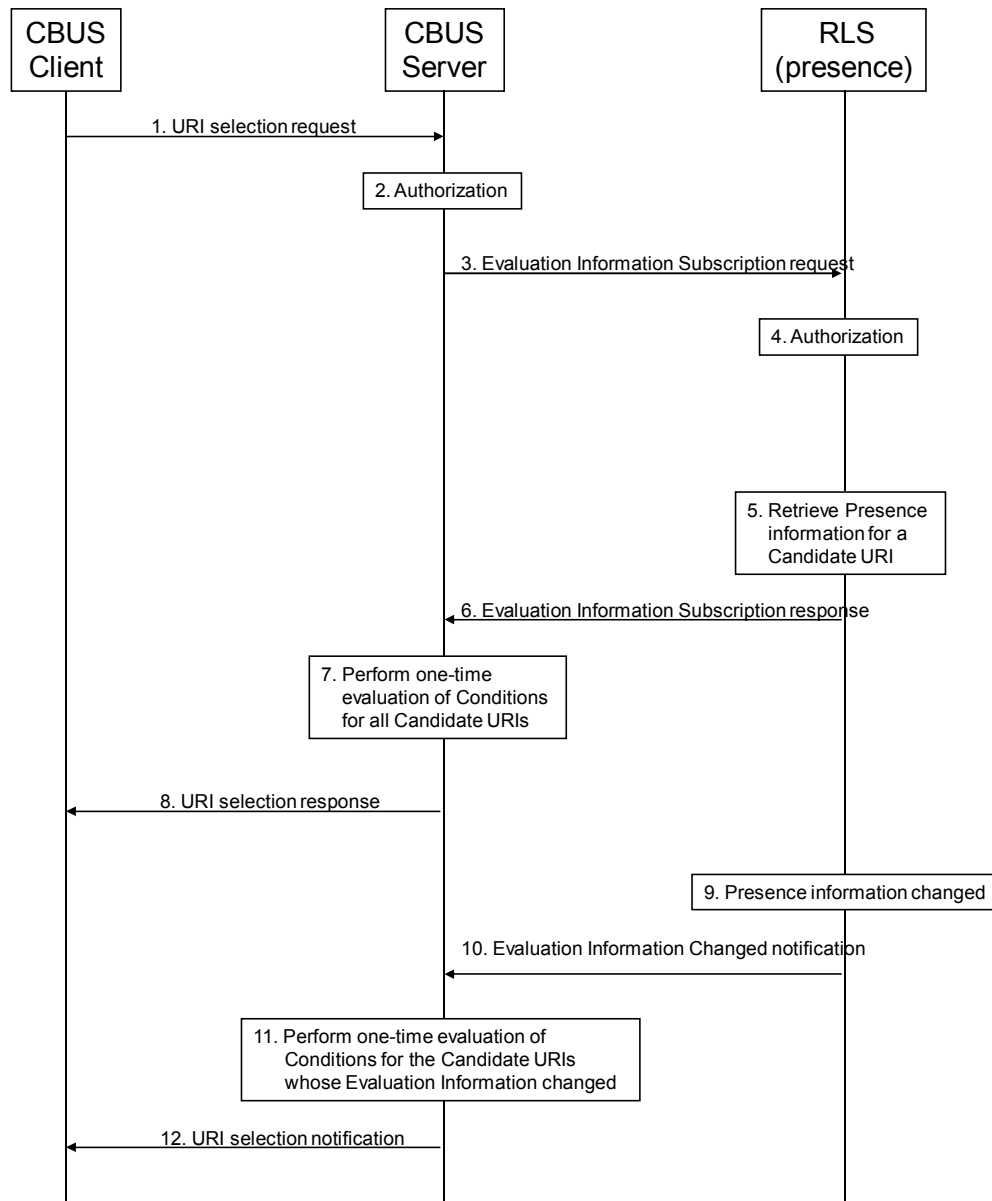 CBUS
Client
CBUS
Server
RLS
(presence)
1. URI selection request
2. Authorization
3. Evaluation Information Subscription request
4. Authorization
5. Retrieve Presence
information for a
Candidate URI
6. Evaluation Information Subscription response
7. Perform one-time
evaluation of Conditions
for all Candidate URIs
8. URI selection response
9. Presence information changed
10. Evaluation Information Changed notification
11. Perform one-time evaluation of
Conditions for the Candidate URIs
whose Evaluation Information changed
12. URI selection notification